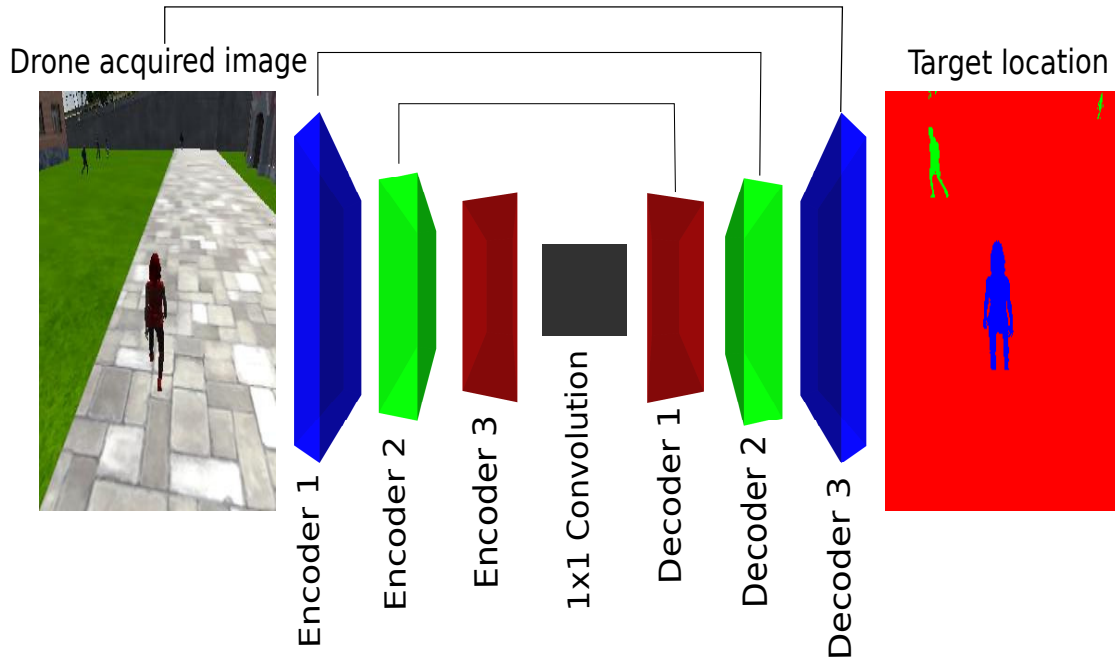 Drone acquired image
Target location
Encoder 1
Encoder 2
Encoder 3
1x1 Convolution
Decoder 1
Decoder 2
Decoder 3